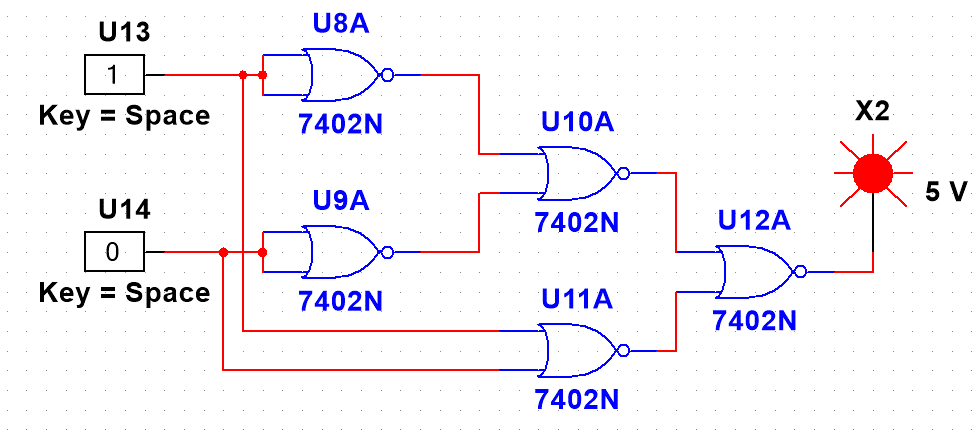 U13
1
Key = Space
U8A
7402N
U14
0
Key = Space
U9A
7402N
U10A
7402N
U11A
7402N
U12A
7402N
X2
5 V